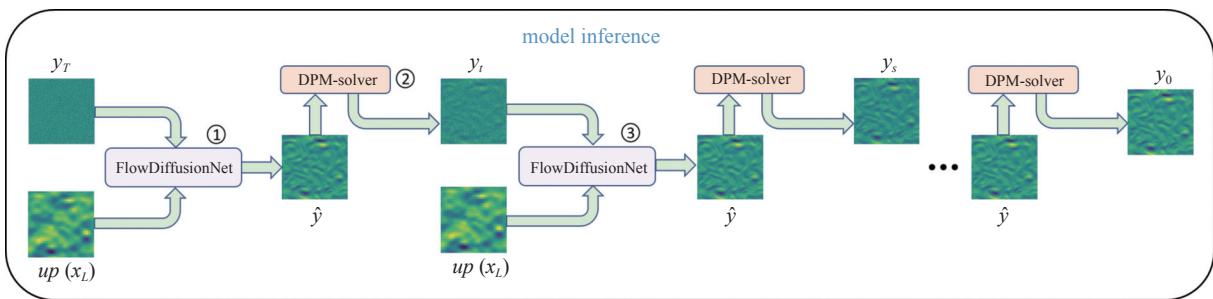 model inference
y_T
DPM-solver
②
y_t
DPM-solver
y_s
DPM-solver
y_0
①
FlowDiffusionNet
③
FlowDiffusionNet
•••
ŷ
ŷ
ŷ
up (x_L)
up (x_L)